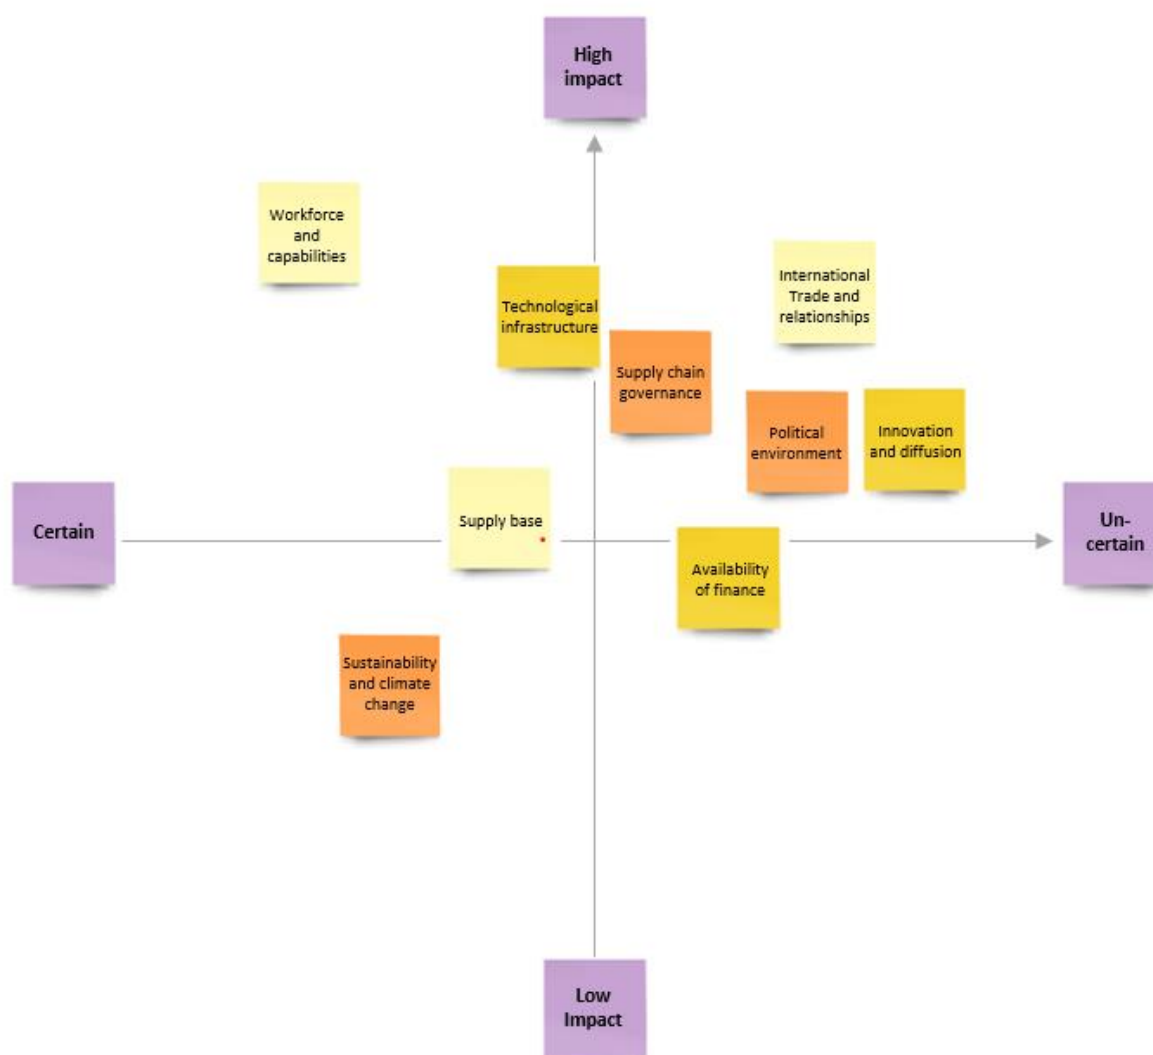 High
impact
Workforce
and
capabilities
International
Trade and
relationships
Technological
infrastructure
Supply chain
governance
Political
environment
Innovation
and diffusion
Certain
Supply base
Un-
certain
Availability
of finance
Sustainability
and climate
change
Low
Impact